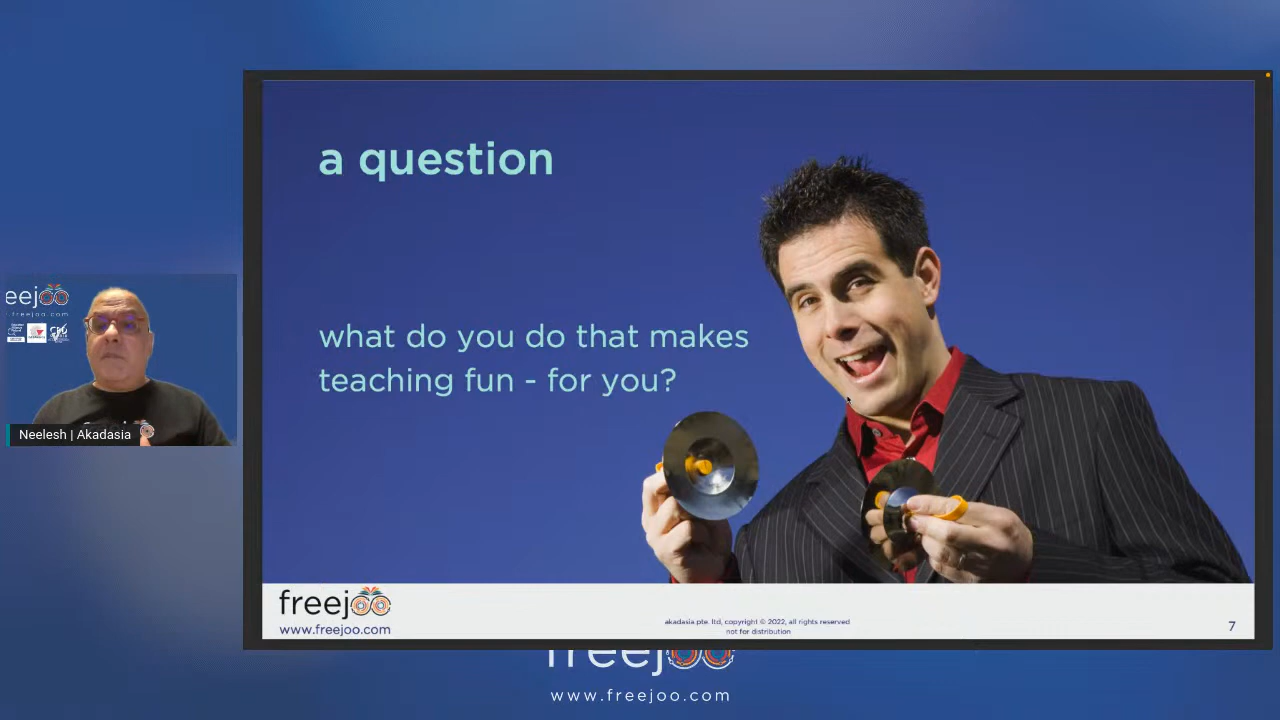 a question
what do you do that makes
teaching fun - for you?
eejoo
.freejoo.com
Neelesh | Akadasia
freejoo
www.freejoo.com
akadasia pte. ltd, copyright © 2022, all rights reserved
not for distribution
7
freejoo
www.freejoo.com